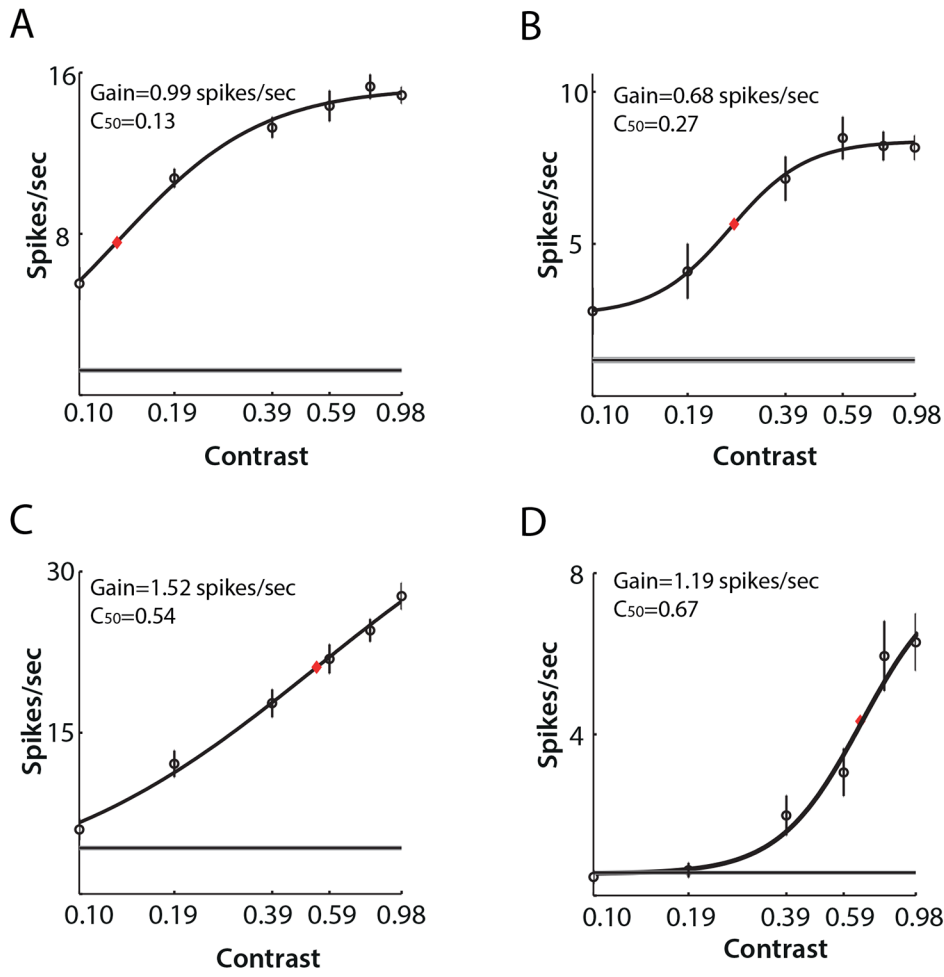 A
16
Gain=0.99 spikes/sec
C50=0.13
8
Spikes/sec
0.10 0.19 0.39 0.59 0.98
Contrast
B
10
Gain=0.68 spikes/sec
C50=0.27
5
Spikes/sec
0.10 0.19 0.39 0.59 0.98
Contrast
C
30
Gain=1.52 spikes/sec
C50=0.54
15
Spikes/sec
0.10 0.19 0.39 0.59 0.98
Contrast
D
8
Gain=1.19 spikes/sec
C50=0.67
4
Spikes/sec
0.10 0.19 0.39 0.59 0.98
Contrast